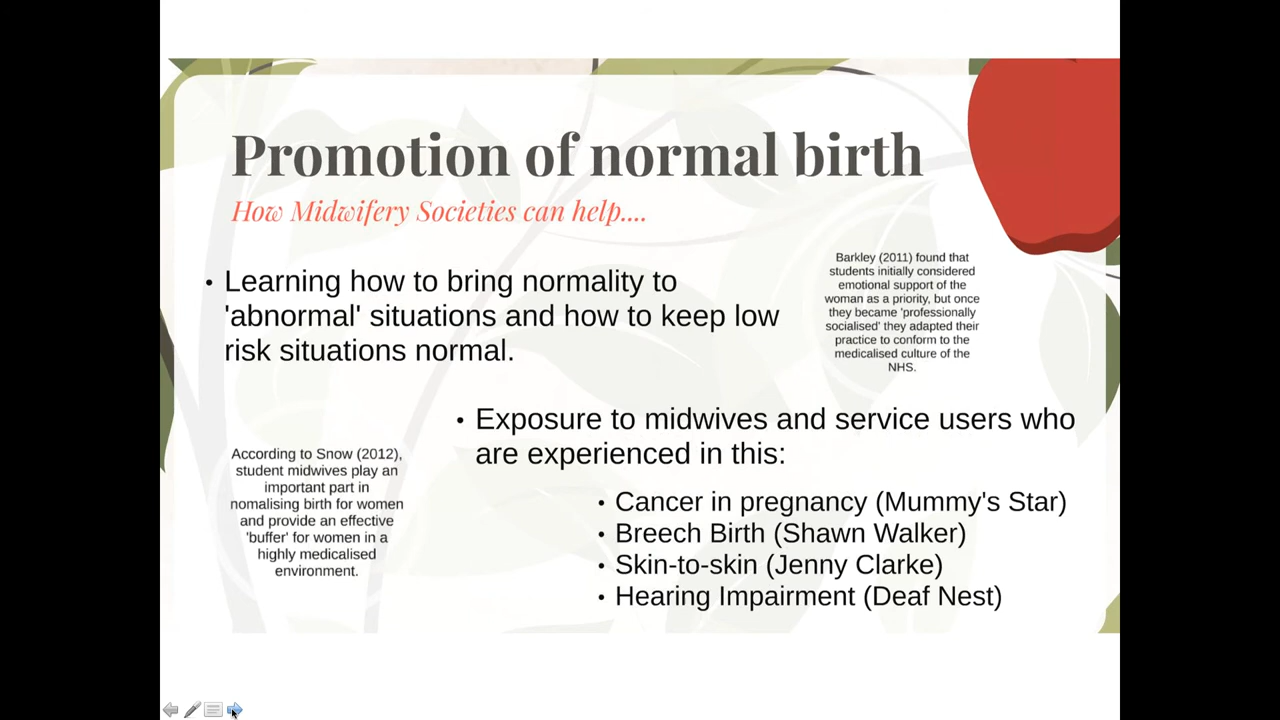 Promotion of normal birth
How Midwifery Societies can help....
• Learning how to bring normality to
'abnormal' situations and how to keep low
risk situations normal.
Barkley (2011) found that
students initially considered
emotional support of the
woman as a priority, but once
they became 'professionally
socialised' they adapted their
practice to conform to the
medicalised culture of the
NHS.
• Exposure to midwives and service users who
are experienced in this:
According to Snow (2012),
student midwives play an
important part in
nomalising birth for women
and provide an effective
'buffer' for women in a
highly medicalised
environment.
• Cancer in pregnancy (Mummy's Star)
• Breech Birth (Shawn Walker)
• Skin-to-skin (Jenny Clarke)
• Hearing Impairment (Deaf Nest)